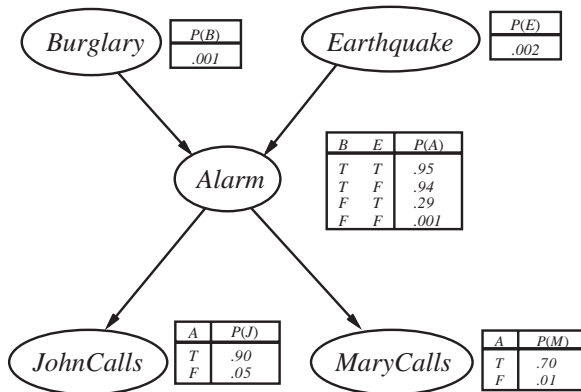 Burglary
P(B)
.001
Earthquake
P(E)
.002
Alarm
B E P(A)
T T .95
T F .94
F T .29
F F .001
JohnCalls
A P(J)
T .90
F .05
MaryCalls
A P(M)
T .70
F .01